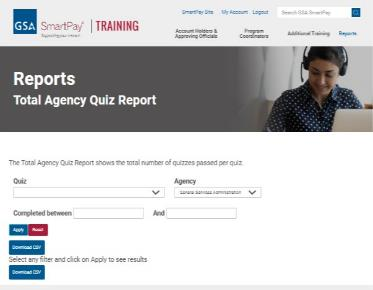 SmartPay Site My Account Logout Search GSA SmartPay
GSA SmartPay® TRAINING
Supporting your mission
Account Holders & Approving Officials Program Coordinators Additional Training Reports
Reports
Total Agency Quiz Report
The Total Agency Quiz Report shows the total number of quizzes passed per quiz.
Quiz Agency
General Services Administration
Completed between And
Apply Reset
Download CSV
Select any filter and click on Apply to see results
Download CSV